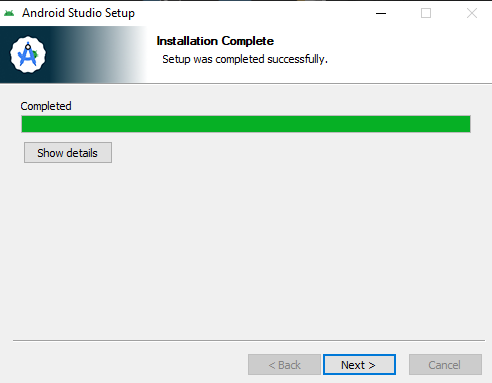 Android Studio Setup
Installation Complete
Setup was completed successfully.
Completed
Show details
< Back
Next >
Cancel